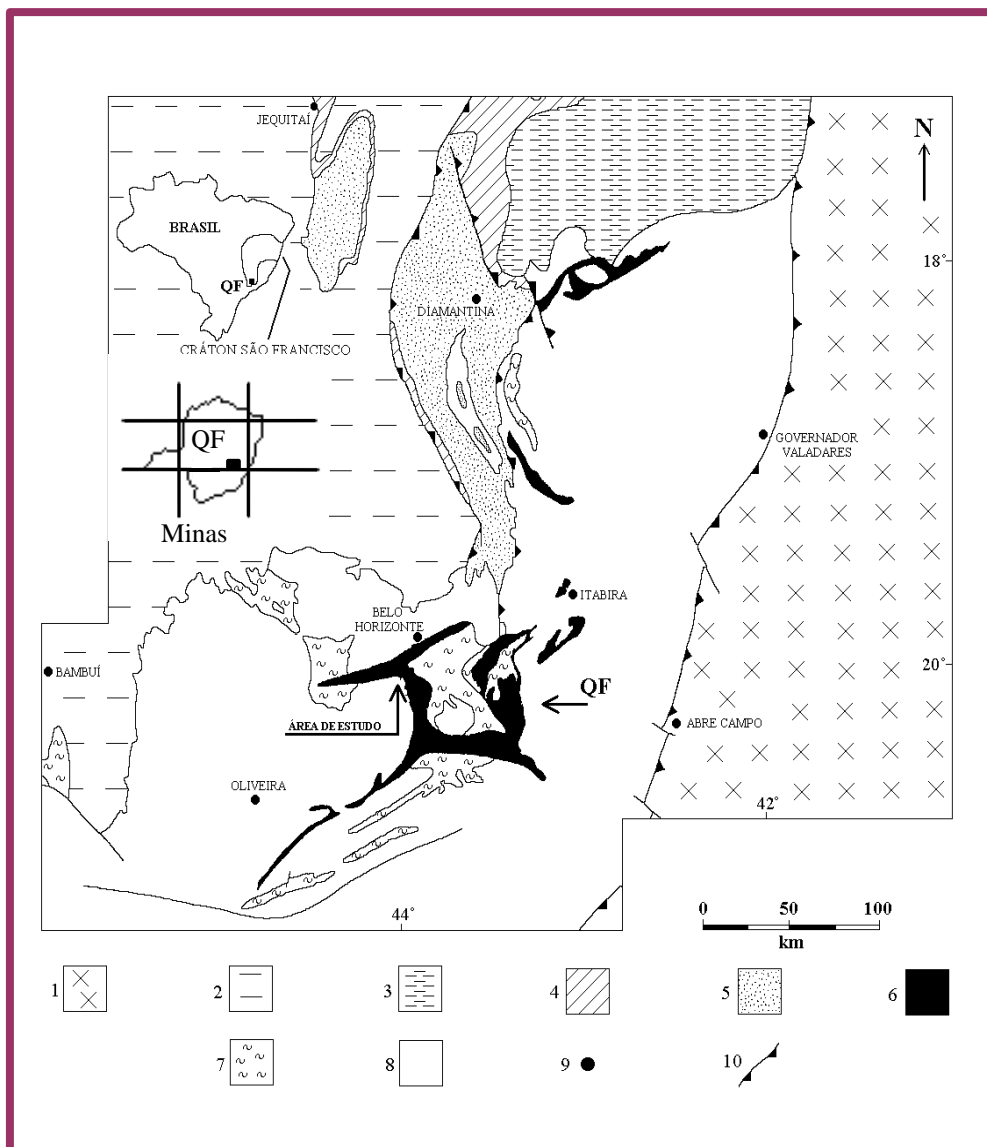 JEQUITAÍ
N
BRASIL
QF
18°
DIAMANTINA
CRÁTON SÃO FRANCISCO
QF
GOVERNADOR
VALADARES
Minas
ITABIRA
BELO
HORIZONTE
BAMBUÍ
20°
QF
ÁREA DE ESTUDO
ABRE CAMPO
OLIVEIRA
42°
44°
0 50 100
km
1 2 3 4 5 6
7 8 9 10